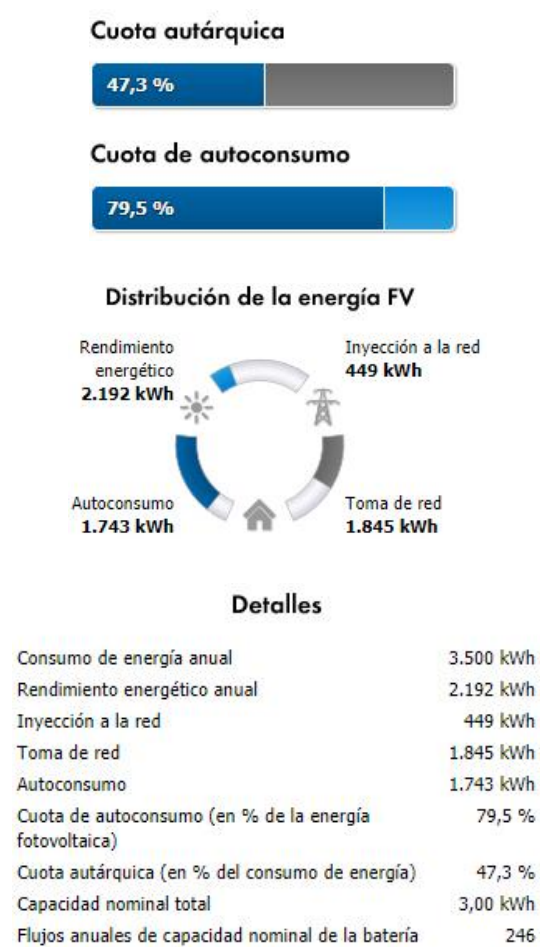 Cuota autárquica
47,3 %
Cuota de autoconsumo
79,5 %
Distribución de la energía FV
Rendimiento
energético
2.192 kWh
Inyección a la red
449 kWh
Autoconsumo
1.743 kWh
Toma de red
1.845 kWh
Detalles
Consumo de energía anual 3.500 kWh
Rendimiento energético anual 2.192 kWh
Inyección a la red 449 kWh
Toma de red 1.845 kWh
Autoconsumo 1.743 kWh
Cuota de autoconsumo (en % de la energía 79,5 %
fotovoltaica)
Cuota autárquica (en % del consumo de energía) 47,3 %
Capacidad nominal total 3,00 kWh
Flujos anuales de capacidad nominal de la batería 246